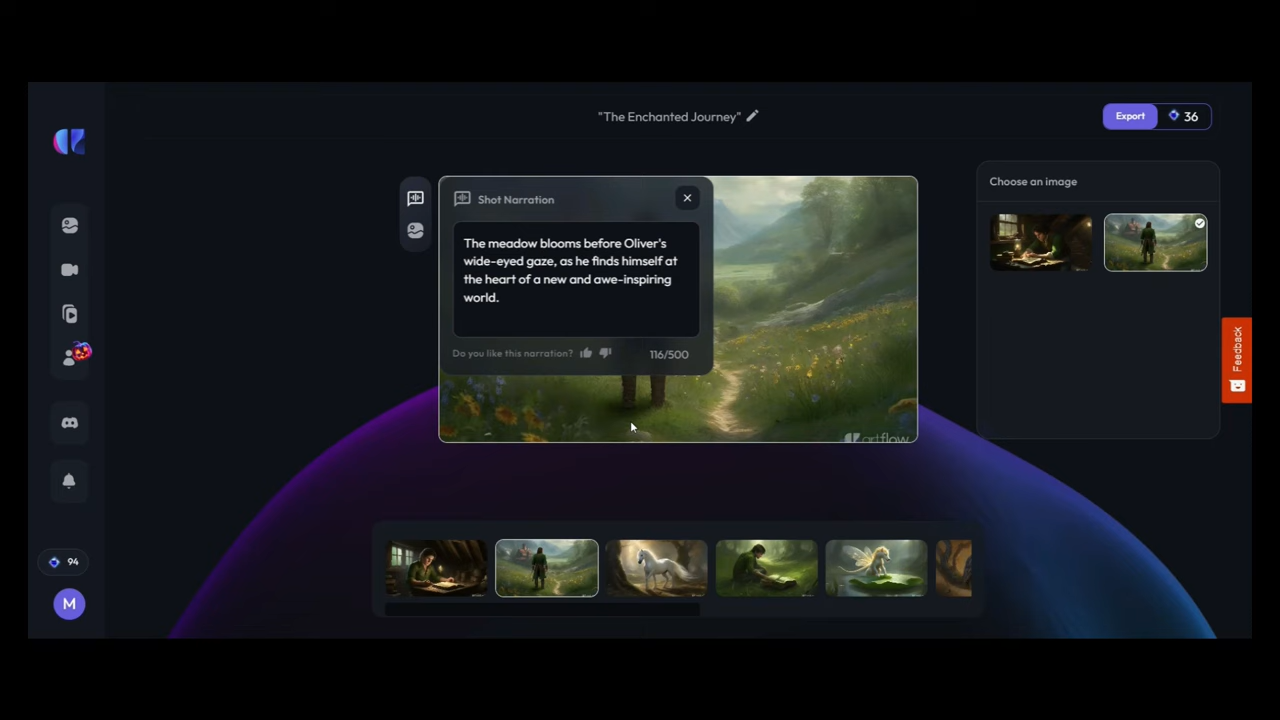 "The Enchanted Journey"
Export
36
Shot Narration
The meadow blooms before Oliver's
wide-eyed gaze, as he finds himself at
the heart of a new and awe-inspiring
world.
Do you like this narration?
116/500
artflow
Choose an image
Feedback
94
M